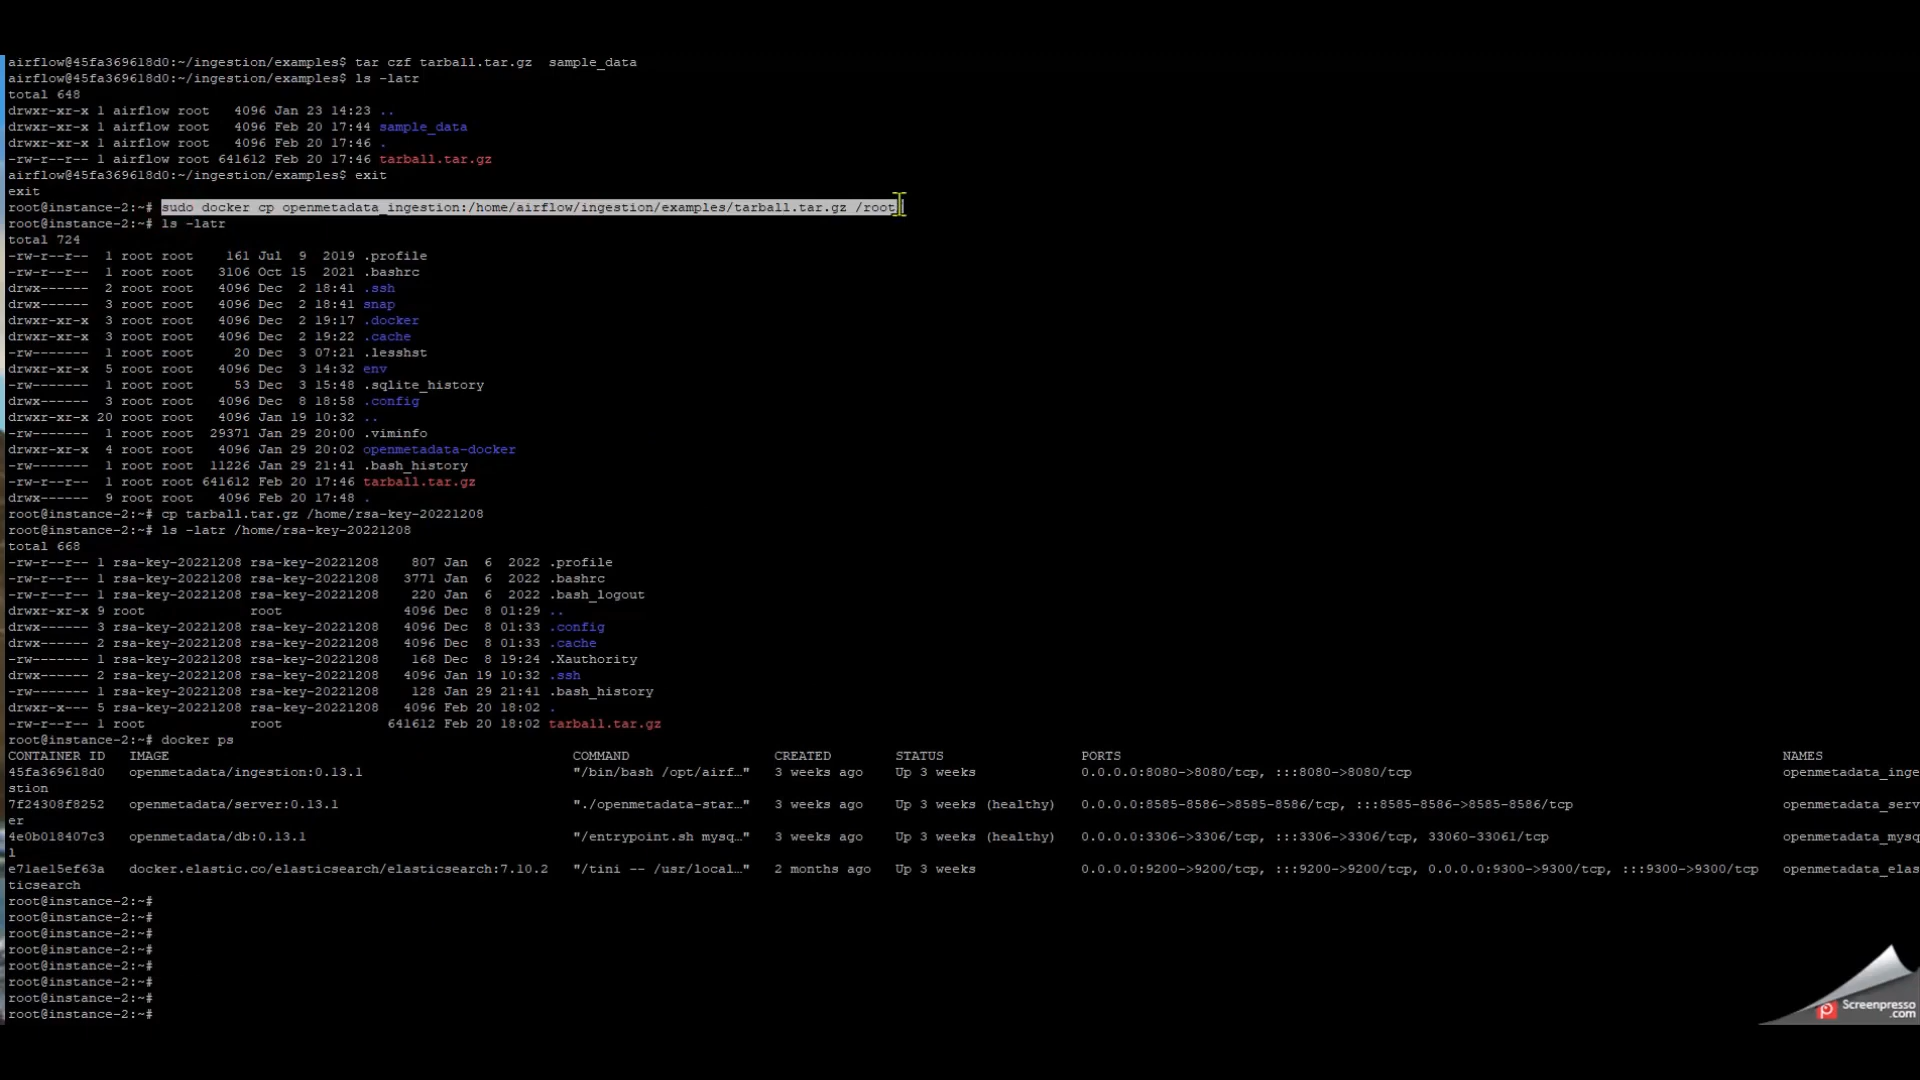 airflow@45fa369618d0:~/ingestion/examples$ tar czf tarball.tar.gz  sample_data
airflow@45fa369618d0:~/ingestion/examples$ ls -latr
total 648
drwxr-xr-x 1 airflow root   4096 Jan 23 14:23 ..
drwxr-xr-x 1 airflow root   4096 Feb 20 17:44 sample_data
drwxr-xr-x 1 airflow root   4096 Feb 20 17:46 .
-rw-r--r-- 1 airflow root 641612 Feb 20 17:46 tarball.tar.gz
airflow@45fa369618d0:~/ingestion/examples$ exit
exit
root@instance-2:~# sudo docker cp openmetadata_ingestion:/home/airflow/ingestion/examples/tarball.tar.gz /root
root@instance-2:~# ls -latr
total 724
-rw-r--r--  1 root root    161 Jul  9  2019 .profile
-rw-r--r--  1 root root   3106 Oct 15  2021 .bashrc
drwx------  2 root root   4096 Dec  2 18:41 .ssh
drwx------  3 root root   4096 Dec  2 18:41 snap
drwxr-xr-x  3 root root   4096 Dec  2 19:17 .docker
drwxr-xr-x  3 root root   4096 Dec  2 19:22 .cache
-rw-------  1 root root     20 Dec  3 07:21 .lesshst
drwxr-xr-x  5 root root   4096 Dec  3 14:32 env
-rw-------  1 root root     53 Dec  3 15:48 .sqlite_history
drwx------  3 root root   4096 Dec  8 18:58 .config
drwxr-xr-x 20 root root   4096 Jan 19 10:32 ..
-rw-------  1 root root  29371 Jan 29 20:00 .viminfo
drwxr-xr-x  4 root root   4096 Jan 29 20:02 openmetadata-docker
-rw-------  1 root root  11226 Jan 29 21:41 .bash_history
-rw-r--r--  1 root root 641612 Feb 20 17:46 tarball.tar.gz
drwx------  9 root root   4096 Feb 20 17:48 .
root@instance-2:~# cp tarball.tar.gz /home/rsa-key-20221208
root@instance-2:~# ls -latr /home/rsa-key-20221208
total 668
-rw-r--r-- 1 rsa-key-20221208 rsa-key-20221208    807 Jan  6  2022 .profile
-rw-r--r-- 1 rsa-key-20221208 rsa-key-20221208   3771 Jan  6  2022 .bashrc
-rw-r--r-- 1 rsa-key-20221208 rsa-key-20221208    220 Jan  6  2022 .bash_logout
drwxr-xr-x 9 root             root               4096 Dec  8 01:29 ..
drwx------ 3 rsa-key-20221208 rsa-key-20221208   4096 Dec  8 01:33 .config
drwx------ 2 rsa-key-20221208 rsa-key-20221208   4096 Dec  8 01:33 .cache
-rw------- 1 rsa-key-20221208 rsa-key-20221208    168 Dec  8 19:24 .Xauthority
drwx------ 2 rsa-key-20221208 rsa-key-20221208   4096 Jan 19 10:32 .ssh
-rw------- 1 rsa-key-20221208 rsa-key-20221208    128 Jan 29 21:41 .bash_history
drwxr-x--- 5 rsa-key-20221208 rsa-key-20221208   4096 Feb 20 18:02 .
-rw-r--r-- 1 root             root             641612 Feb 20 18:02 tarball.tar.gz
root@instance-2:~# docker ps
CONTAINER ID   IMAGE   COMMAND   CREATED   STATUS   PORTS   NAMES
45fa369618d0   openmetadata/ingestion:0.13.1   "/bin/bash /opt/airf…"   3 weeks ago   Up 3 weeks   0.0.0.0:8080->8080/tcp, :::8080->8080/tcp   openmetadata_inge
stion
7f24308f8252   openmetadata/server:0.13.1   "./openmetadata-star…"   3 weeks ago   Up 3 weeks (healthy)   0.0.0.0:8585-8586->8585-8586/tcp, :::8585-8586->8585-8586/tcp   openmetadata_serv
er
4e0b018407c3   openmetadata/db:0.13.1   "/entrypoint.sh mysq…"   3 weeks ago   Up 3 weeks (healthy)   0.0.0.0:3306->3306/tcp, :::3306->3306/tcp, 33060-33061/tcp   openmetadata_mysq
l
e71ae15ef63a   docker.elastic.co/elasticsearch/elasticsearch:7.10.2   "/tini -- /usr/local…"   2 months ago   Up 3 weeks   0.0.0.0:9200->9200/tcp, :::9200->9200/tcp, 0.0.0.0:9300->9300/tcp, :::9300->9300/tcp   openmetadata_elas
ticsearch
root@instance-2:~#
root@instance-2:~#
root@instance-2:~#
root@instance-2:~#
root@instance-2:~#
root@instance-2:~#
root@instance-2:~#
root@instance-2:~#
Screenpresso
.com